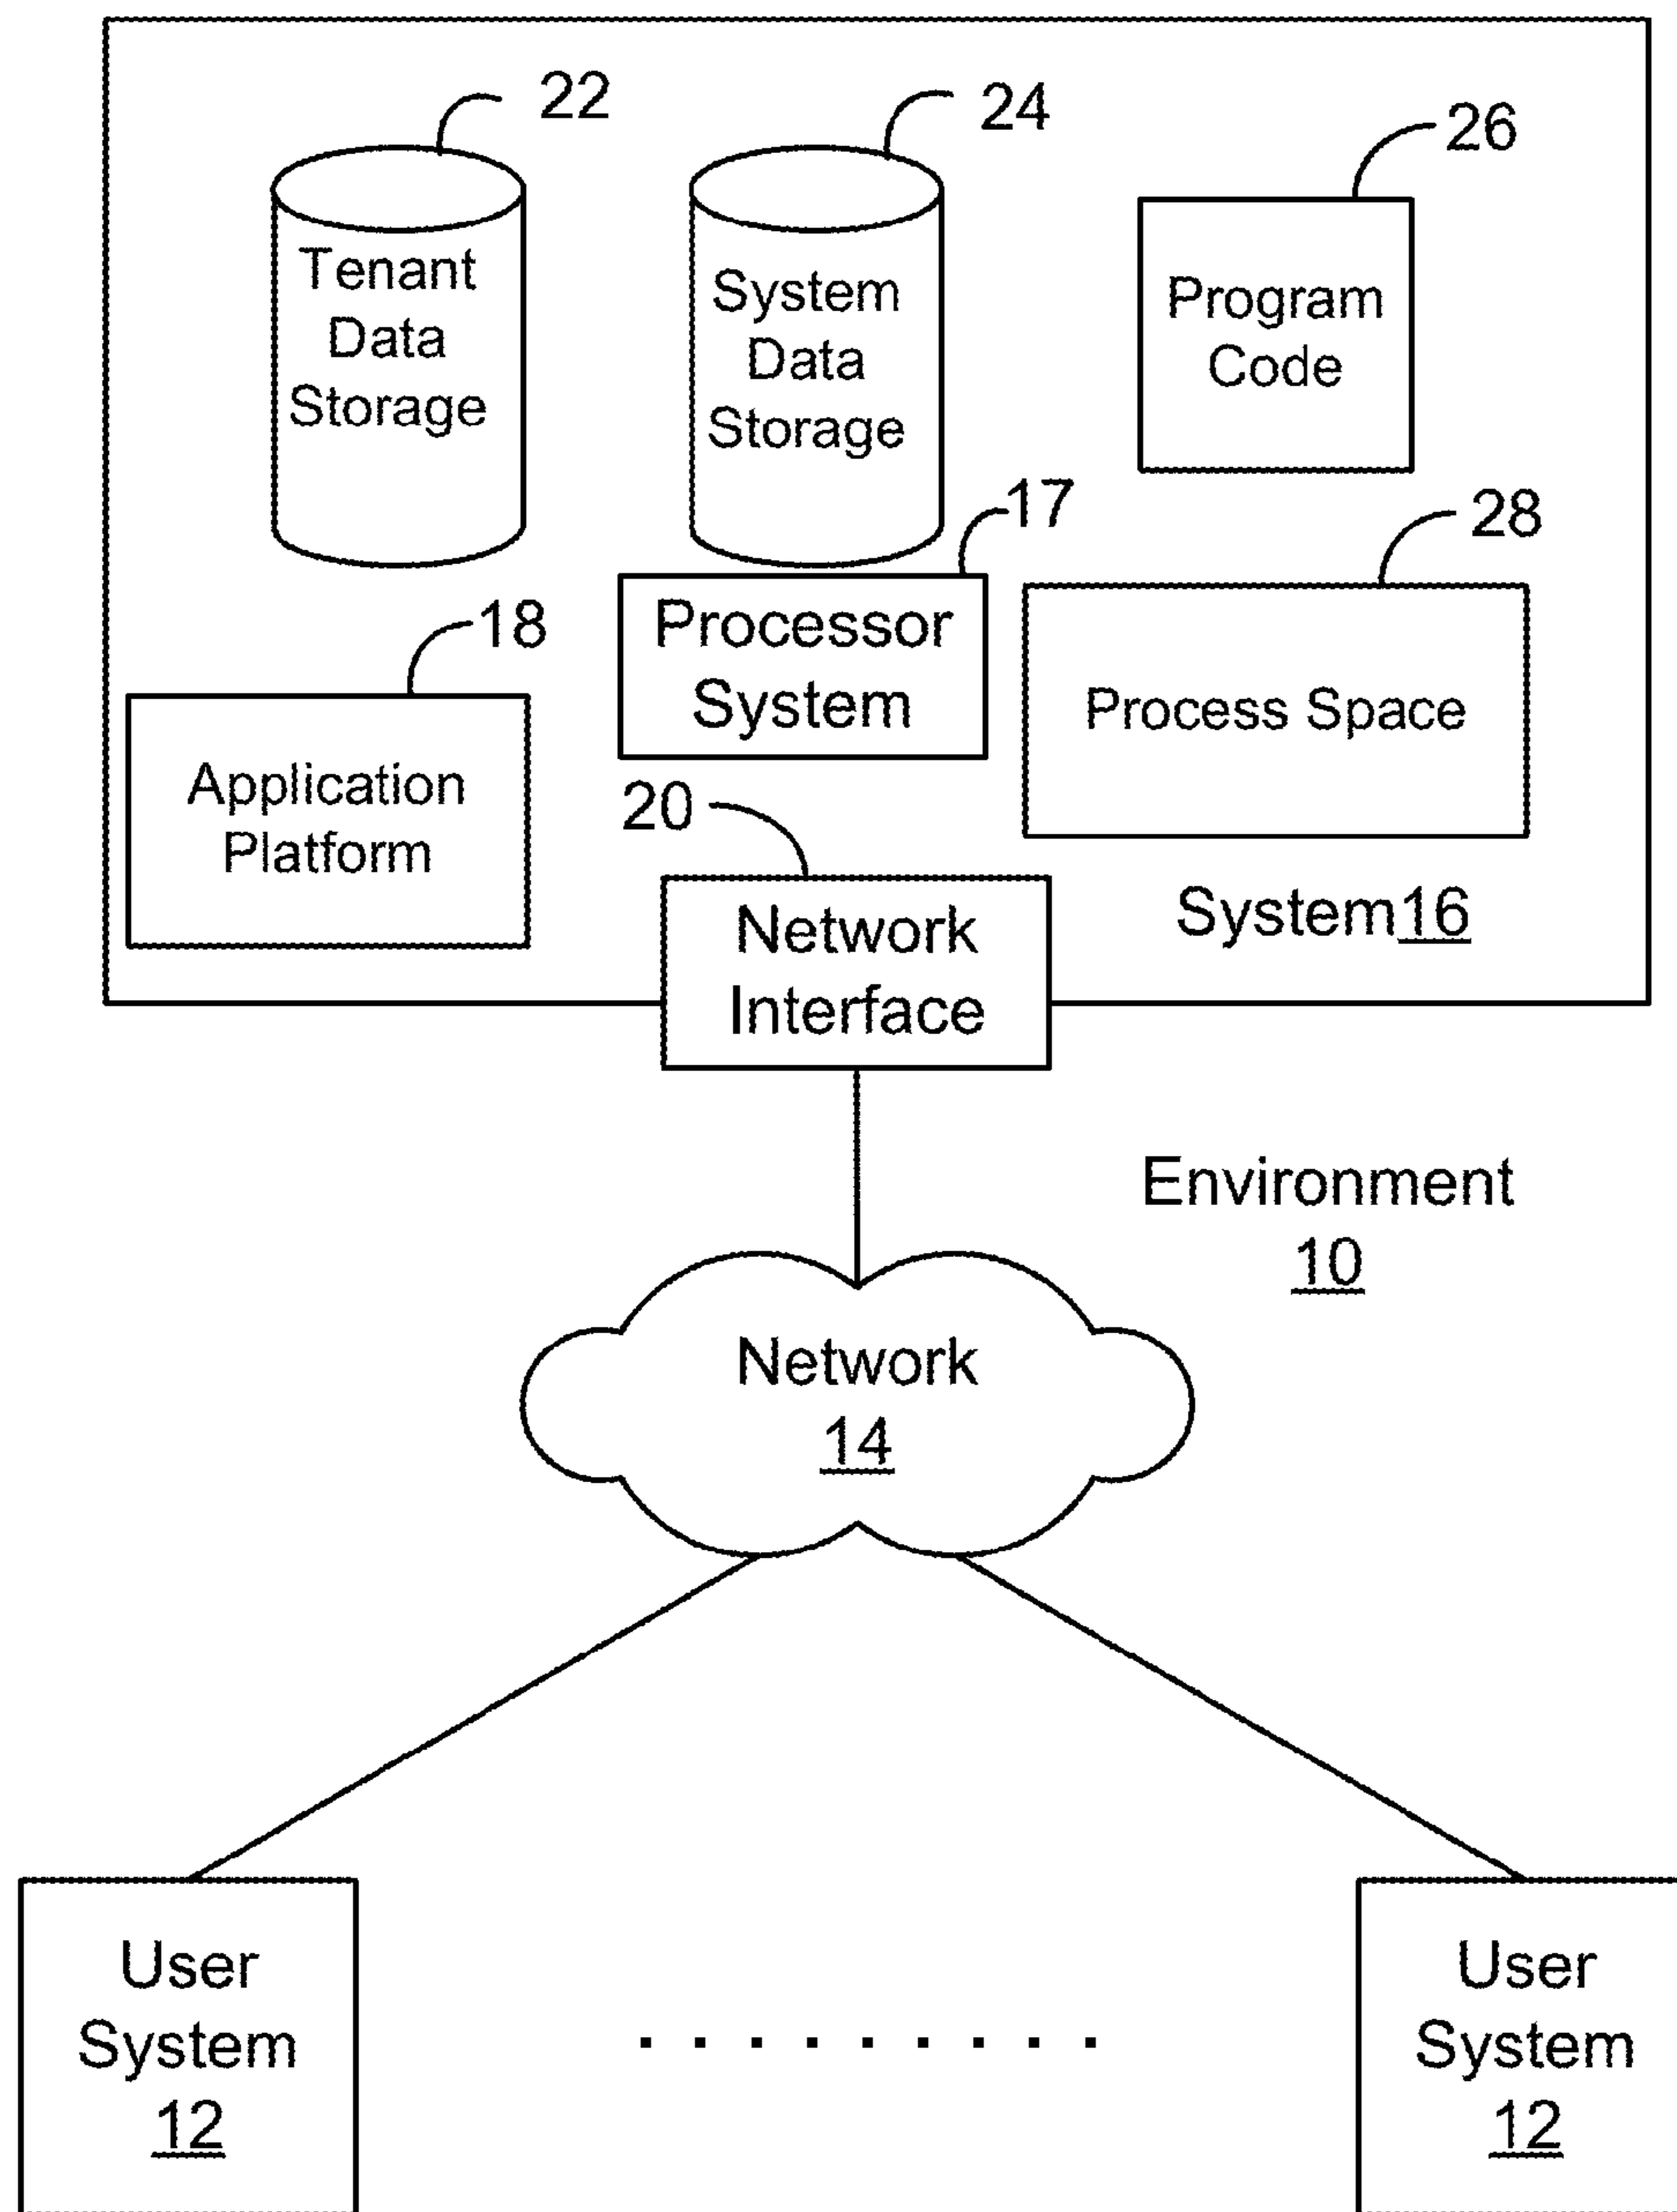 22
24
26
Tenant
Data
Storage
System
Data
Storage
Program
Code
17
28
18
Processor
System
Process Space
Application
Platform
20
Network
Interface
System16
Environment
10
Network
14
User
System
12
. . . . . . . . .
User
System
12